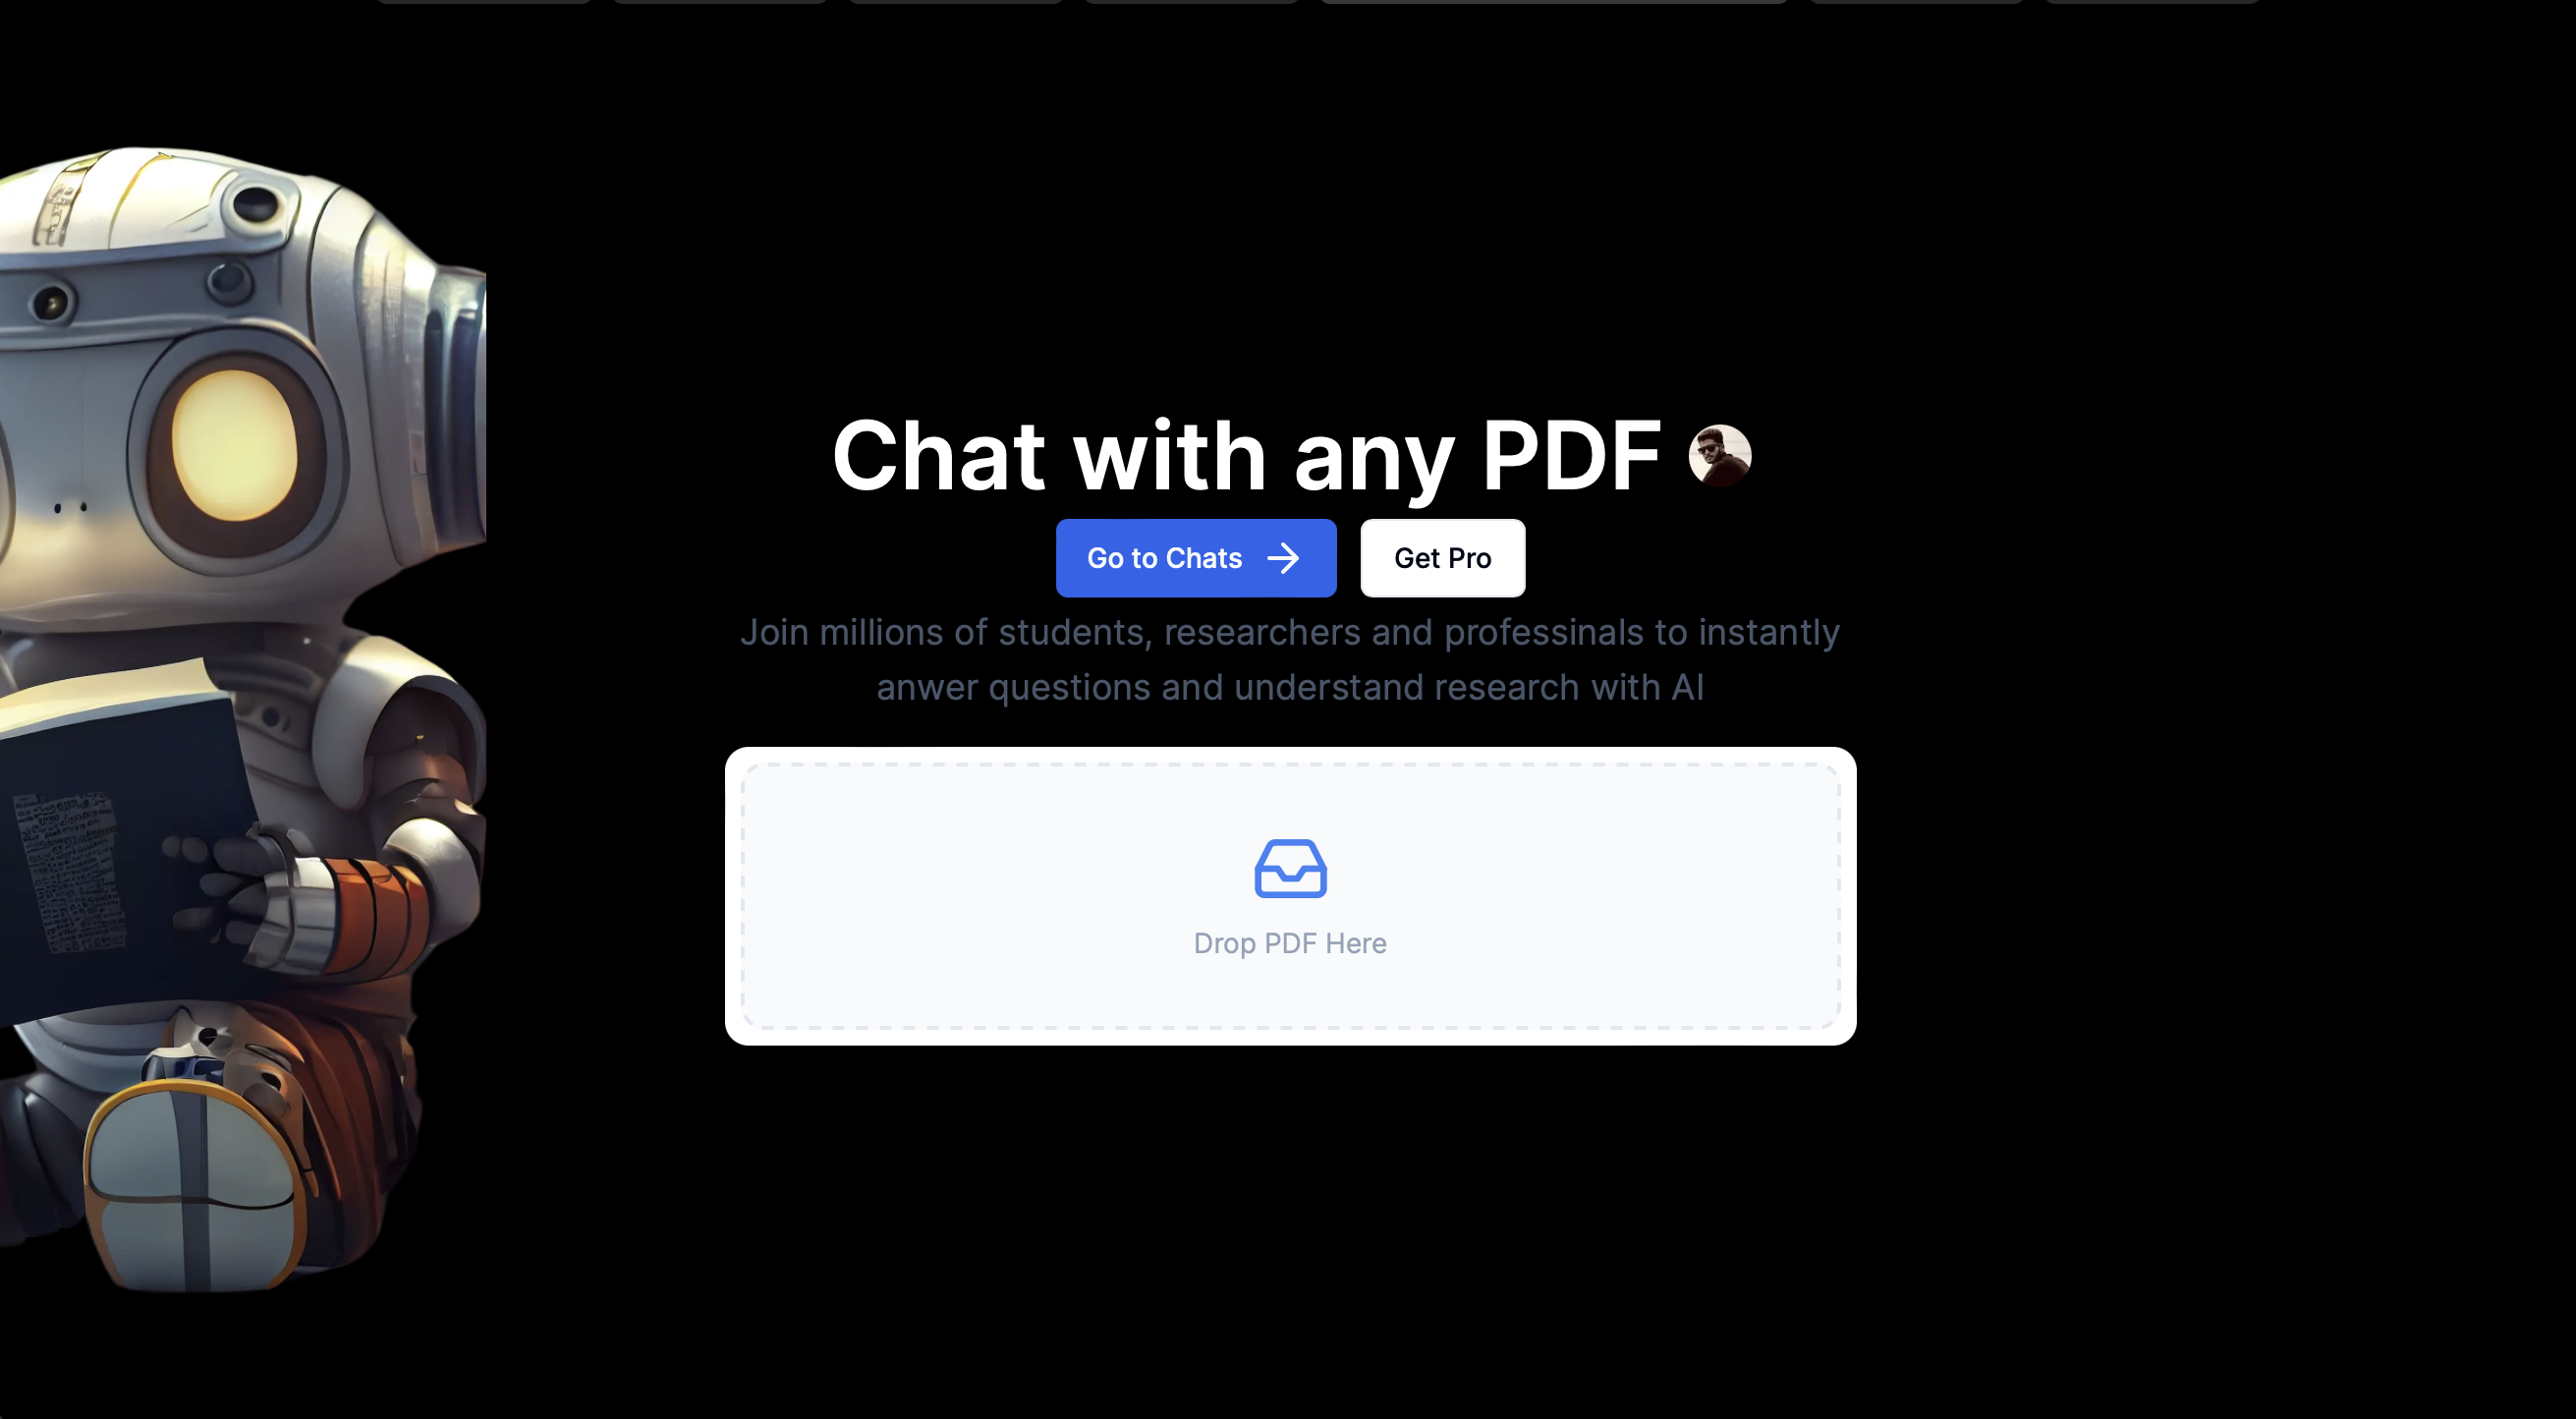 Chat with any PDF
Go to Chats
Get Pro
Join millions of students, researchers and professinals to instantly
anwer questions and understand research with AI
Drop PDF Here